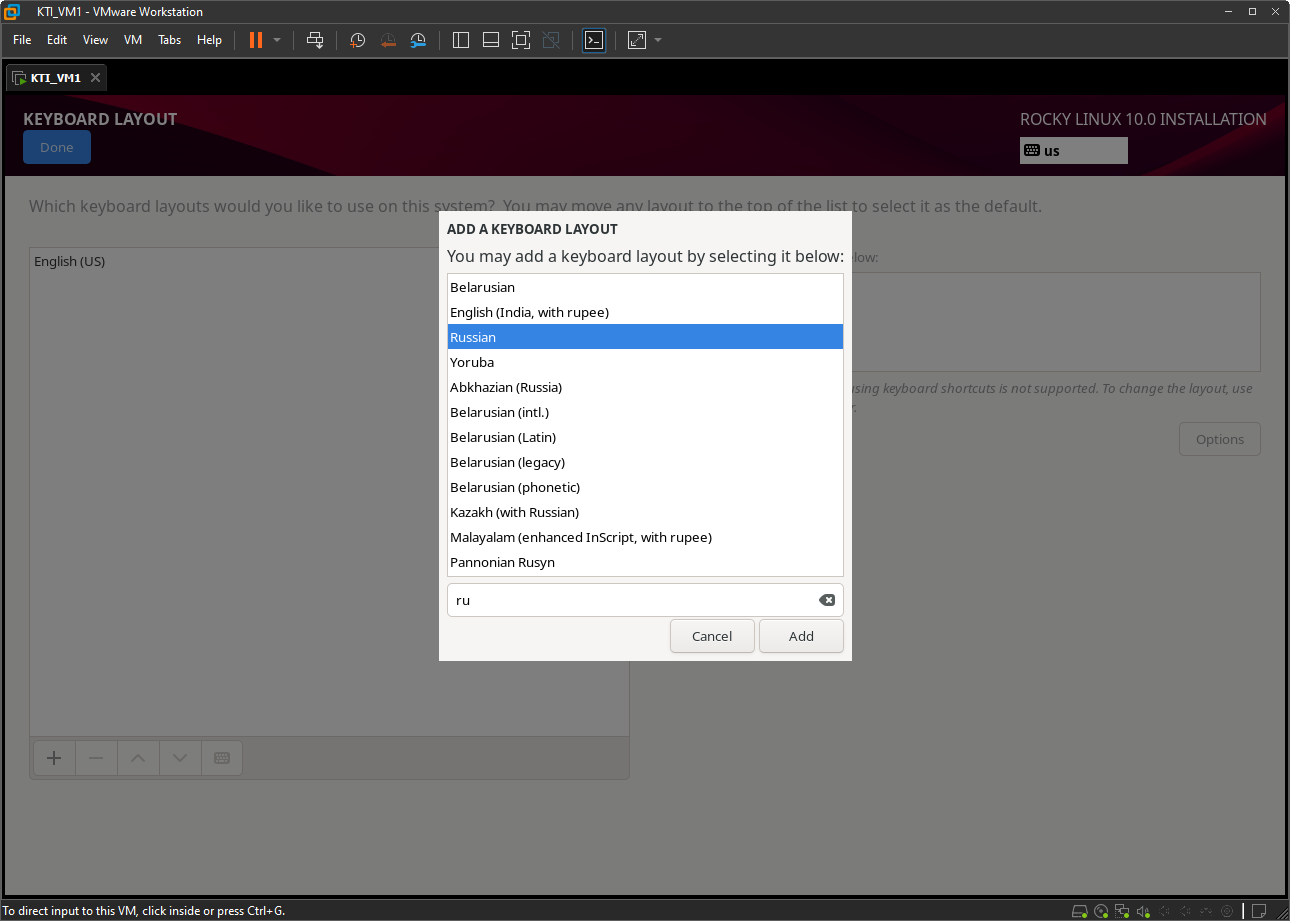 KTI_VM1 - VMware Workstation
File Edit View VM Tabs Help
KTI_VM1
KEYBOARD LAYOUT
ROCKY LINUX 10.0 INSTALLATION
Done
us
Which keyboard layouts would you like to use on this system? You may move any layout to the top of the list to select it as the default.
English (US)
ADD A KEYBOARD LAYOUT
You may add a keyboard layout by selecting it below:
Belarusian
English (India, with rupee)
Russian
Yoruba
Abkhazian (Russia)
Belarusian (intl.)
Belarusian (Latin)
Belarusian (legacy)
Belarusian (phonetic)
Kazakh (with Russian)
Malayalam (enhanced InScript, with rupee)
Pannonian Rusyn
ru
Cancel
Add
low:
using keyboard shortcuts is not supported. To change the layout, use
Options
To direct input to this VM, click inside or press Ctrl+G.